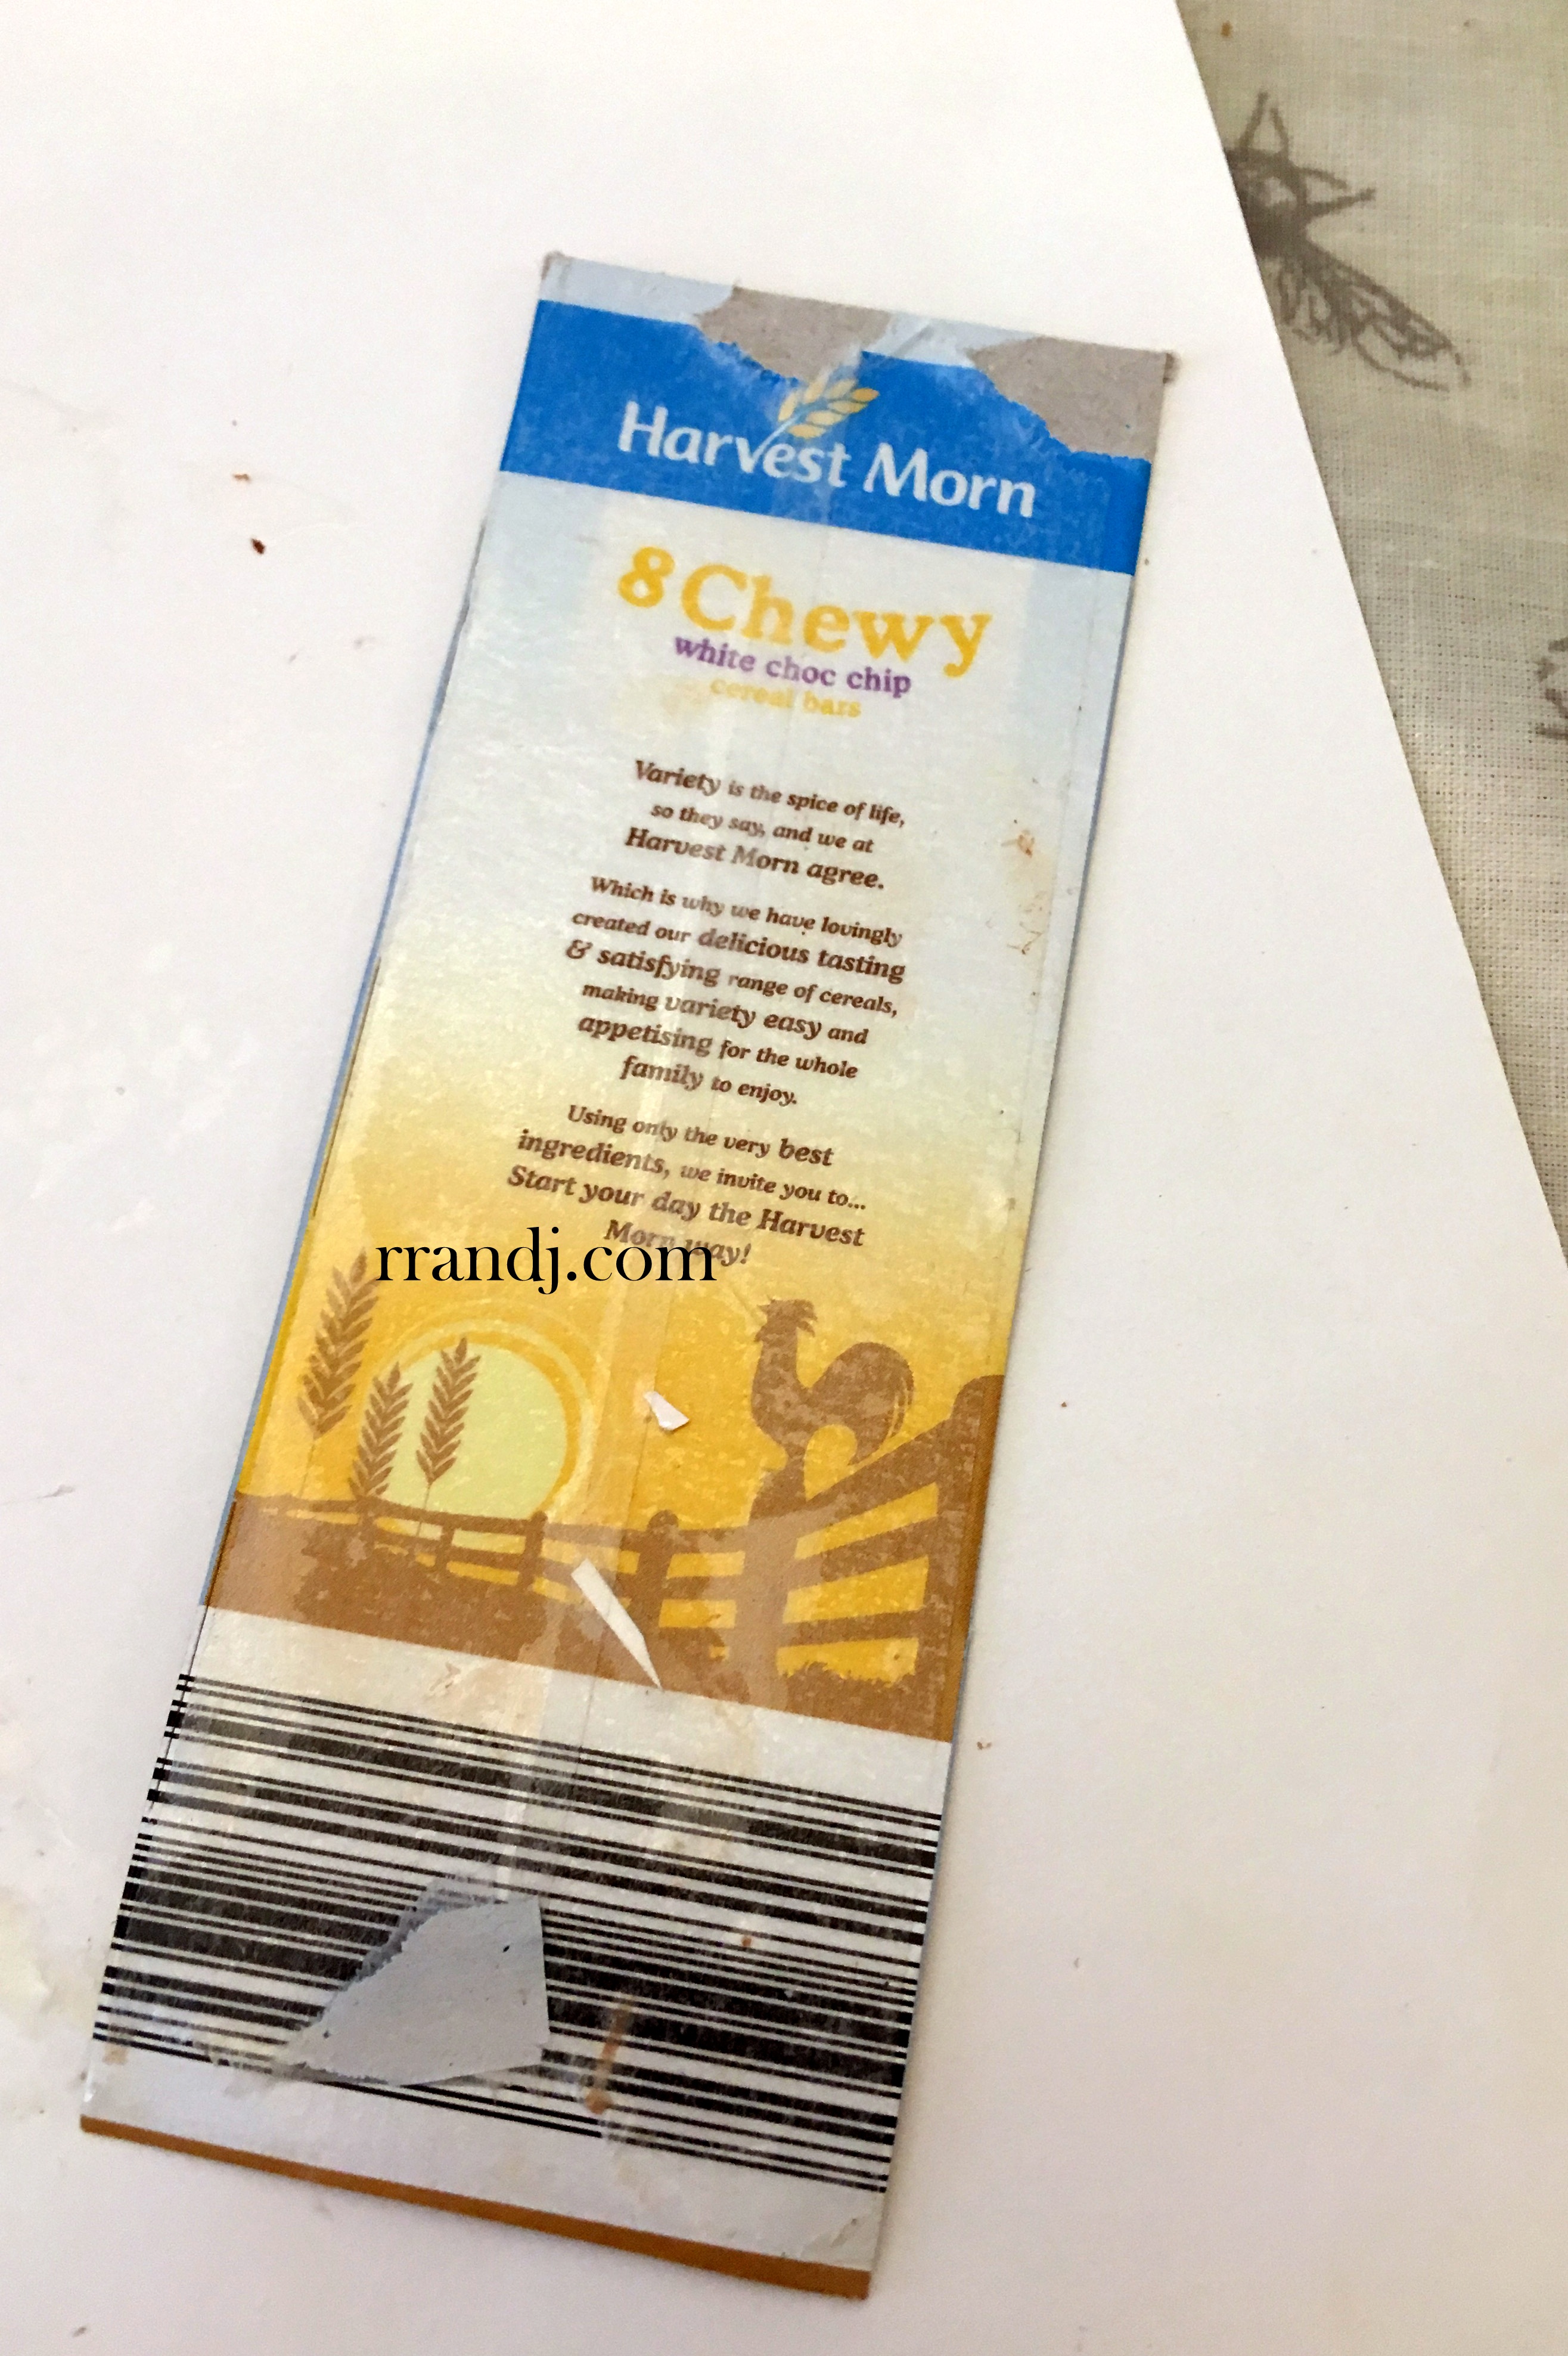 Harvest Morn
8 Chewy
white choc chip
cereal bars
Variety is the spice of life,
so they say, and we at
Harvest Morn agree.
Which is why we have lovingly
created our delicious tasting
& satisfying range of cereals,
making variety easy and
appetising for the whole
family to enjoy.
Using only the very best
ingredients, we invite you to...
Start your day the Harvest
Morn way!
rrandj.com